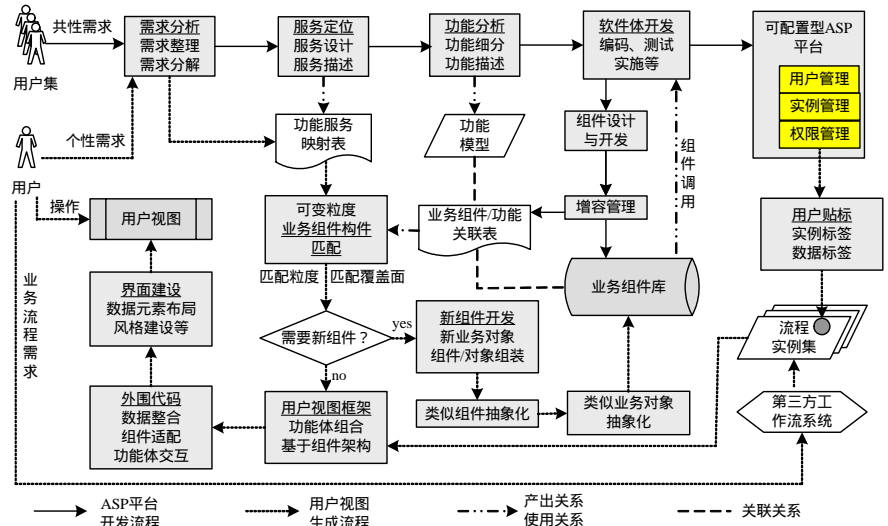 共性需求
用户集
需求分析
需求整理
需求分解
服务定位
服务设计
服务描述
功能分析
功能细分
功能描述
软件体开发
编码、测试
实施等
可配置型ASP
平台
用户管理
实例管理
权限管理
个性需求
用户
功能服务
映射表
功能
模型
组件设计
与开发
组件调用
操作
用户视图
可变粒度
业务组件构件
匹配
业务组件/功能
关联表
增容管理
用户贴标
实例标签
数据标签
业务流程需求
界面建设
数据元素布局
风格建设等
匹配粒度
匹配覆盖面
业务组件库
需要新组件？
yes
no
新组件开发
新业务对象
组件/对象组装
流程
实例集
外围代码
数据整合
组件适配
功能体交互
用户视图框架
功能体组合
基于组件架构
类似组件抽象化
类似业务对象
抽象化
第三方工
作流系统
ASP平台
开发流程
用户视图
生成流程
产出关系
使用关系
关联关系